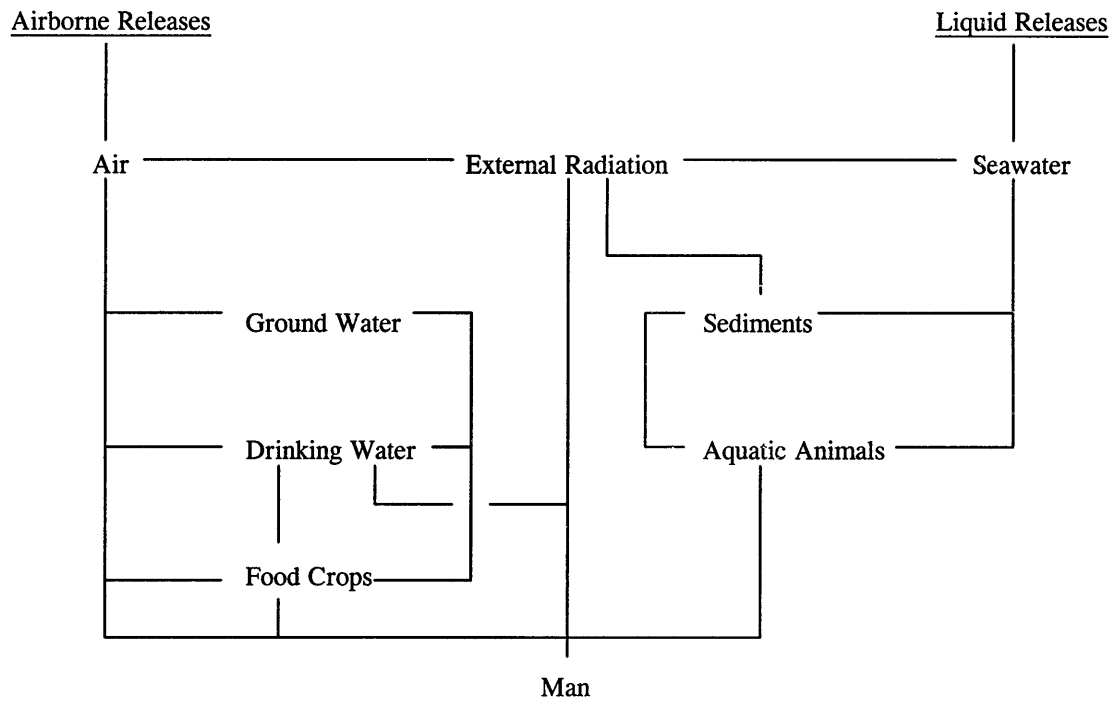 Airborne Releases
Liquid Releases
Air
External Radiation
Seawater
Ground Water
Sediments
Drinking Water
Aquatic Animals
Food Crops
Man